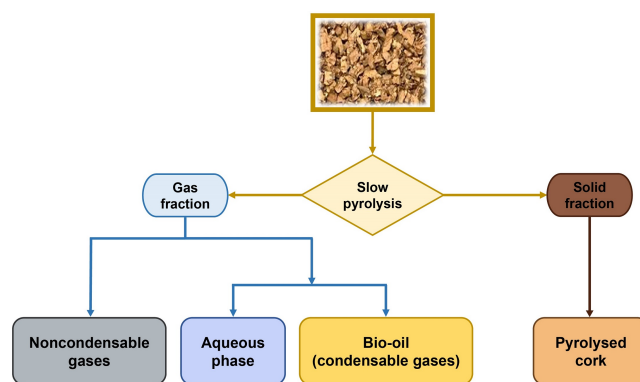 Gas
fraction
Slow
pyrolysis
Solid
fraction
Noncondensable
gases
Aqueous
phase
Bio-oil
(condensable gases)
Pyrolysed
cork